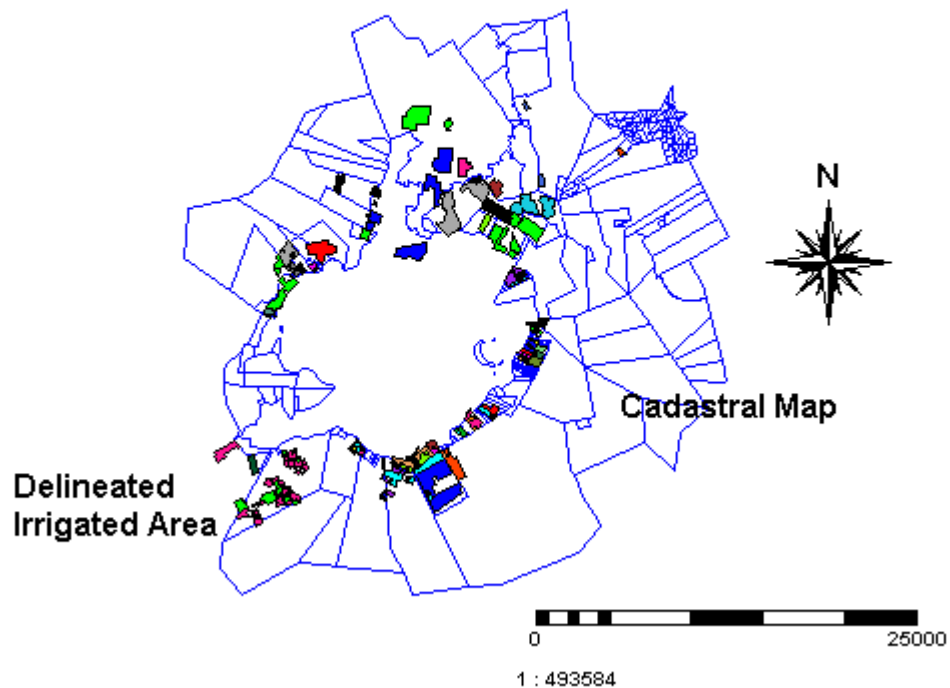 N
Cadastral Map
Delineated
Irrigated Area
0 25000
1 : 493584